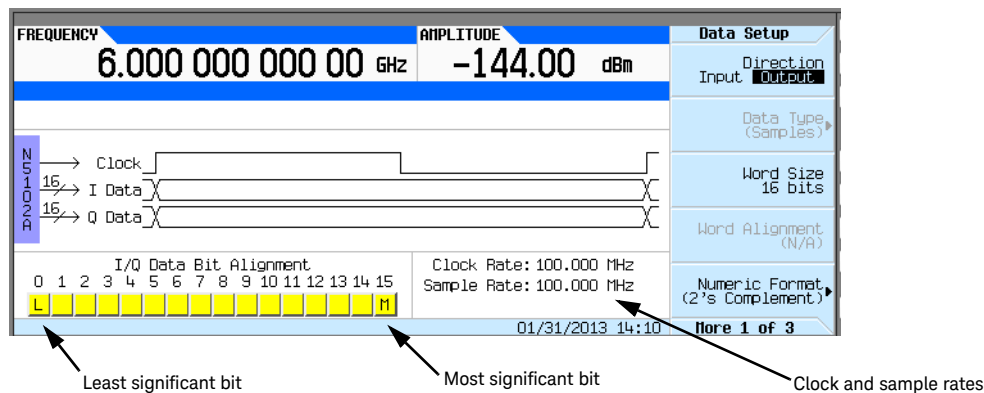 FREQUENCY
AMPLITUDE
Data Setup
6.000 000 000 00 GHz
-144.00 dBm
Direction
Input Output
Data Type
(Samples)
Word Size
16 bits
Word Alignment
(N/A)
Numeric Format
(2's Complement)
More 1 of 3
N5102A
Clock
16
I Data
16
Q Data
I/Q Data Bit Alignment
0 1 2 3 4 5 6 7 8 9 10 11 12 13 14 15
L M
Clock Rate: 100.000 MHz
Sample Rate: 100.000 MHz
01/31/2013 14:10
Least significant bit
Most significant bit
Clock and sample rates